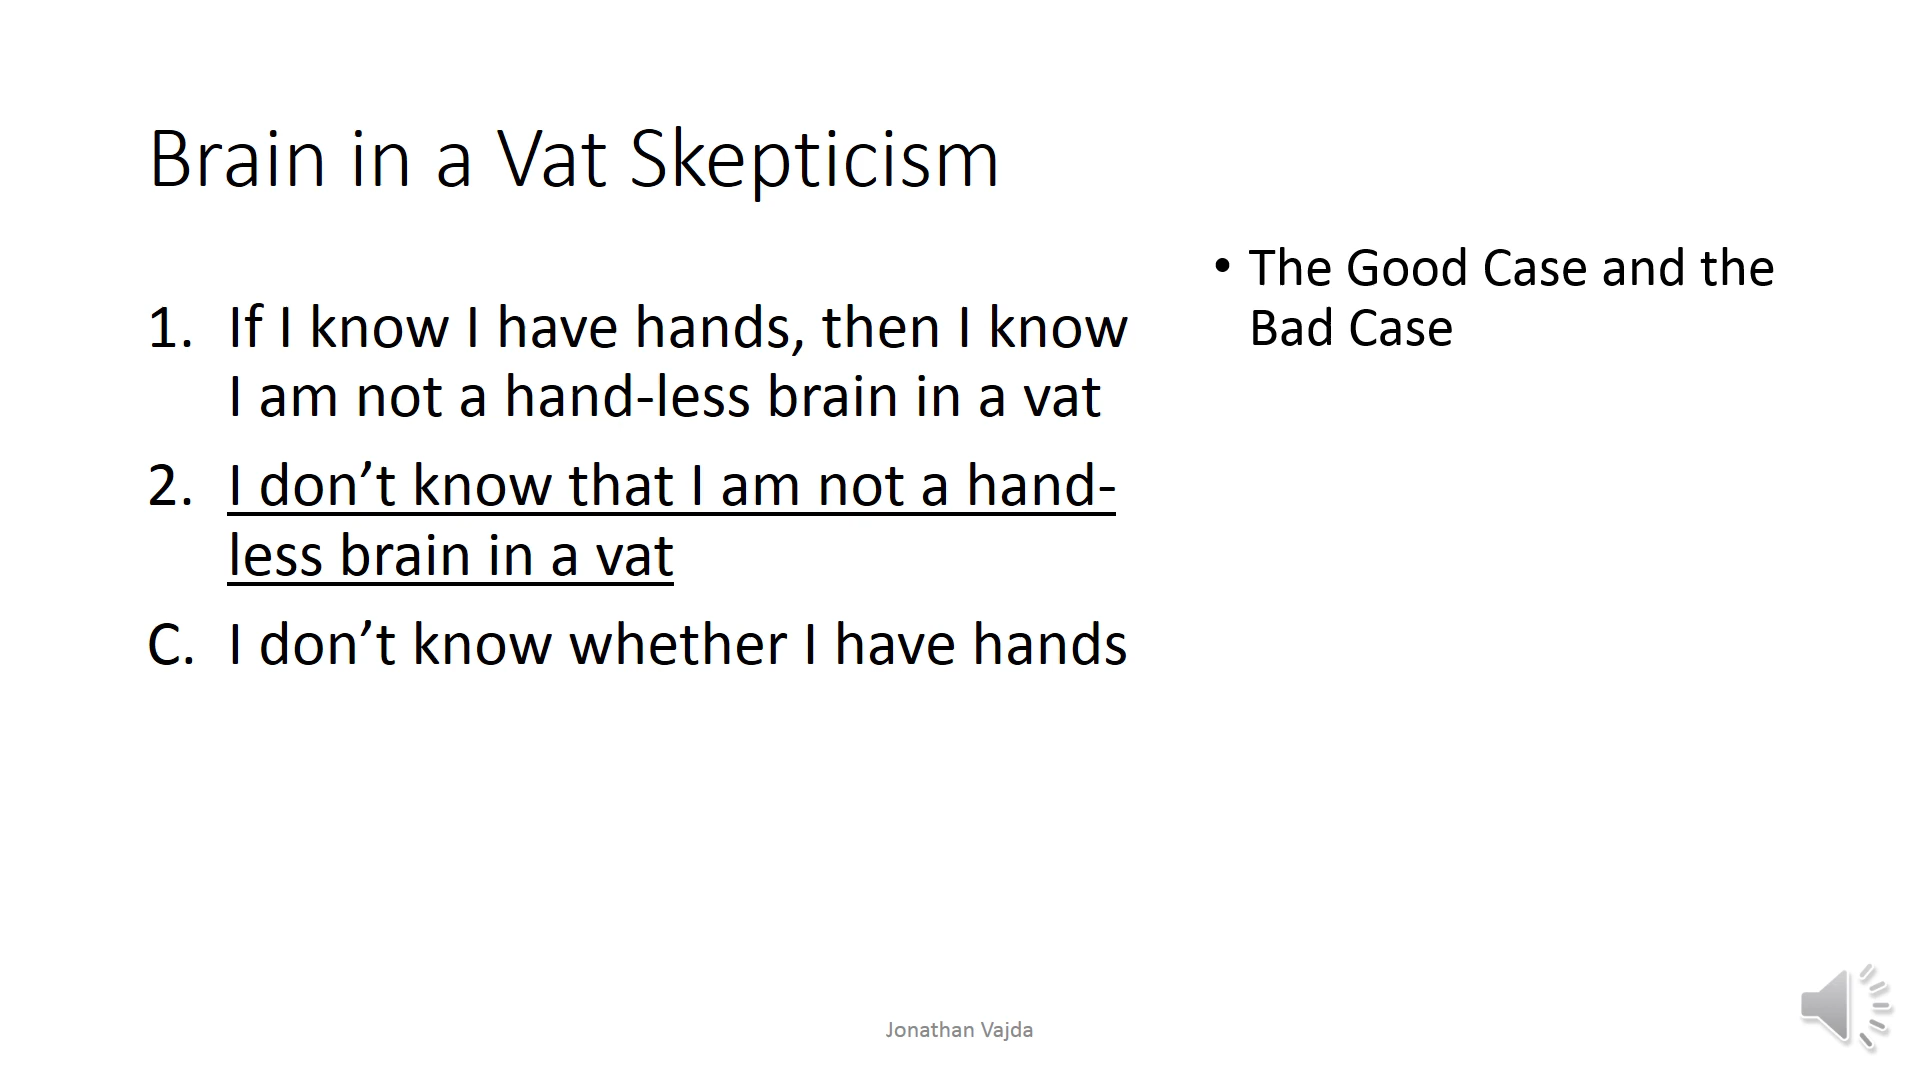 Brain in a Vat Skepticism
1. If I know I have hands, then I know
I am not a hand-less brain in a vat
2. I don’t know that I am not a hand-
less brain in a vat
C. I don’t know whether I have hands
• The Good Case and the
Bad Case
Jonathan Vajda